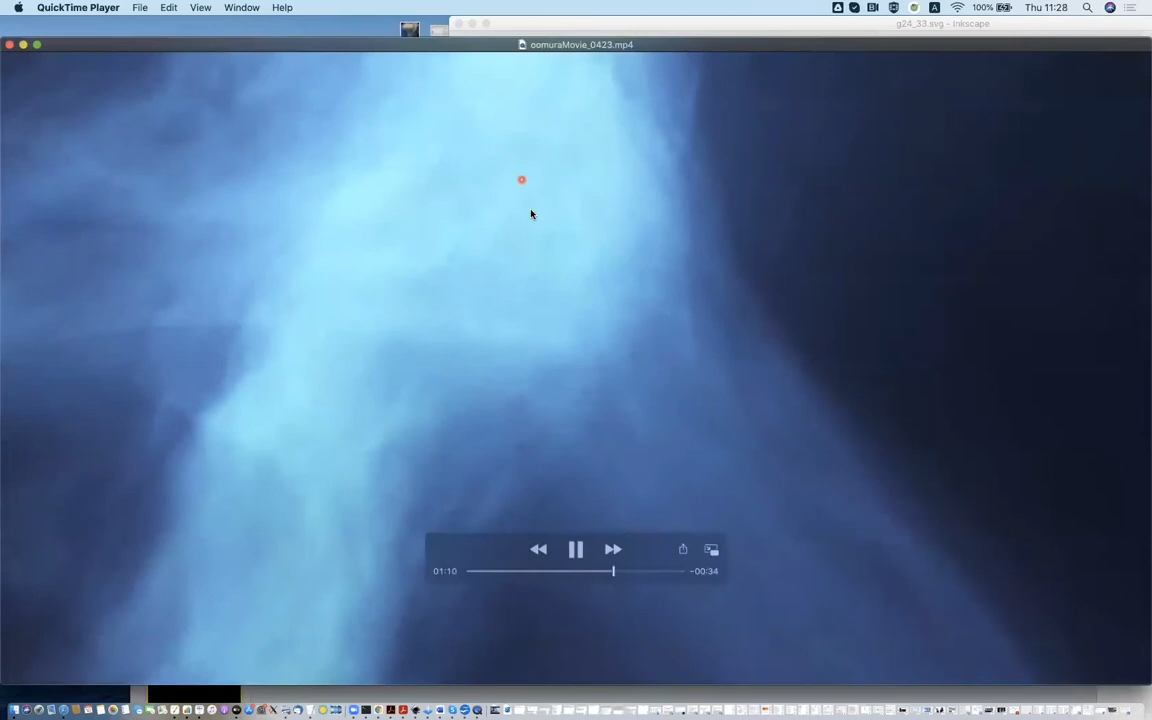 QuickTime Player File Edit View Window Help 100% A Thu 11:28
g24_33.svg - Inkscape
oomuraMovie_0423.mp4
01:10 -00:34